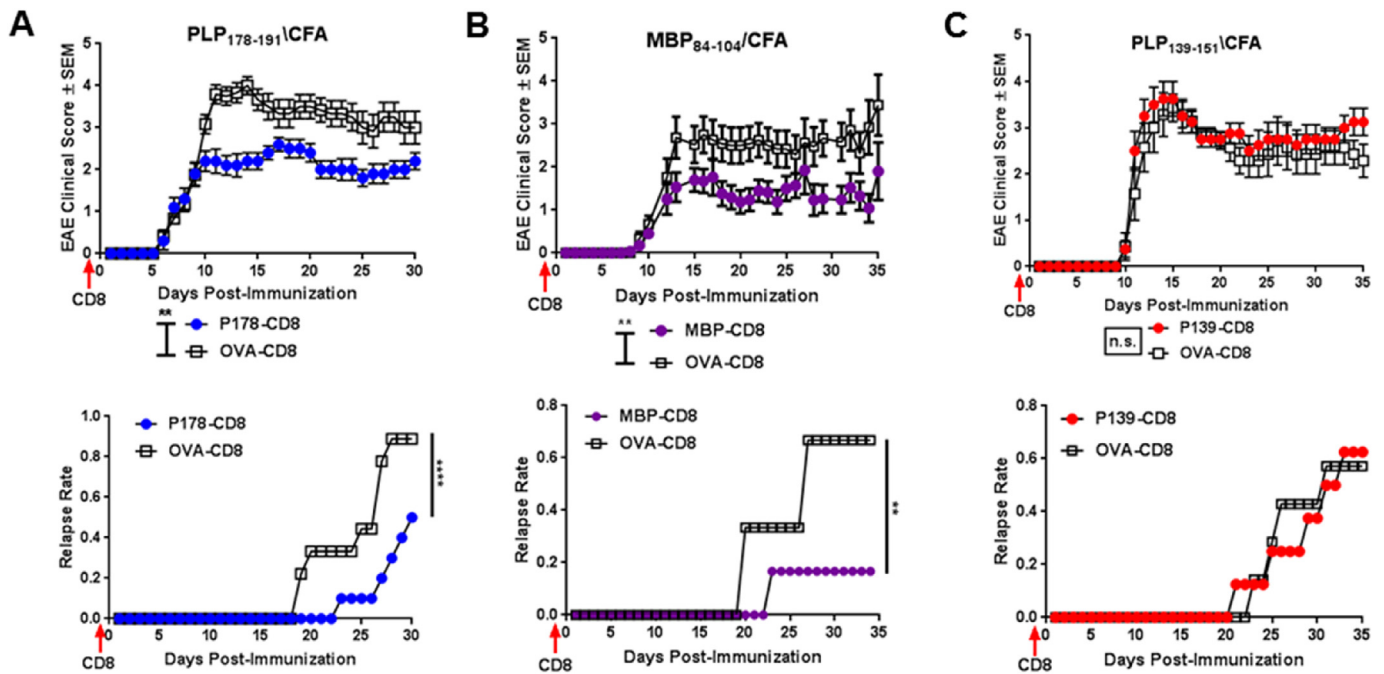 A
PLP178-191\CFA
EAE Clinical Score ± SEM
5
4
3
2
1
0
0 5 10 15 20 25 30
CD8
Days Post-Immunization
**
P178-CD8
OVA-CD8
B
MBP84-104/CFA
EAE Clinical Score ± SEM
5
4
3
2
1
0
0 5 10 15 20 25 30 35
CD8
Days Post-Immunization
**
MBP-CD8
OVA-CD8
C
PLP139-151\CFA
EAE Clinical Score ± SEM
5
4
3
2
1
0
0 5 10 15 20 25 30 35
CD8
Days Post-Immunization
n.s.
P139-CD8
OVA-CD8
P178-CD8
OVA-CD8
Relapse Rate
1.0
0.8
0.6
0.4
0.2
0.0
0 5 10 15 20 25 30
****
CD8
Days Post-Immunization
MBP-CD8
OVA-CD8
Relapse Rate
0.8
0.6
0.4
0.2
0.0
0 5 10 15 20 25 30 35
**
CD8
Days Post-Immunization
P139-CD8
OVA-CD8
Relapse Rate
0.8
0.6
0.4
0.2
0.0
0 5 10 15 20 25 30 35
CD8
Days Post-Immunization